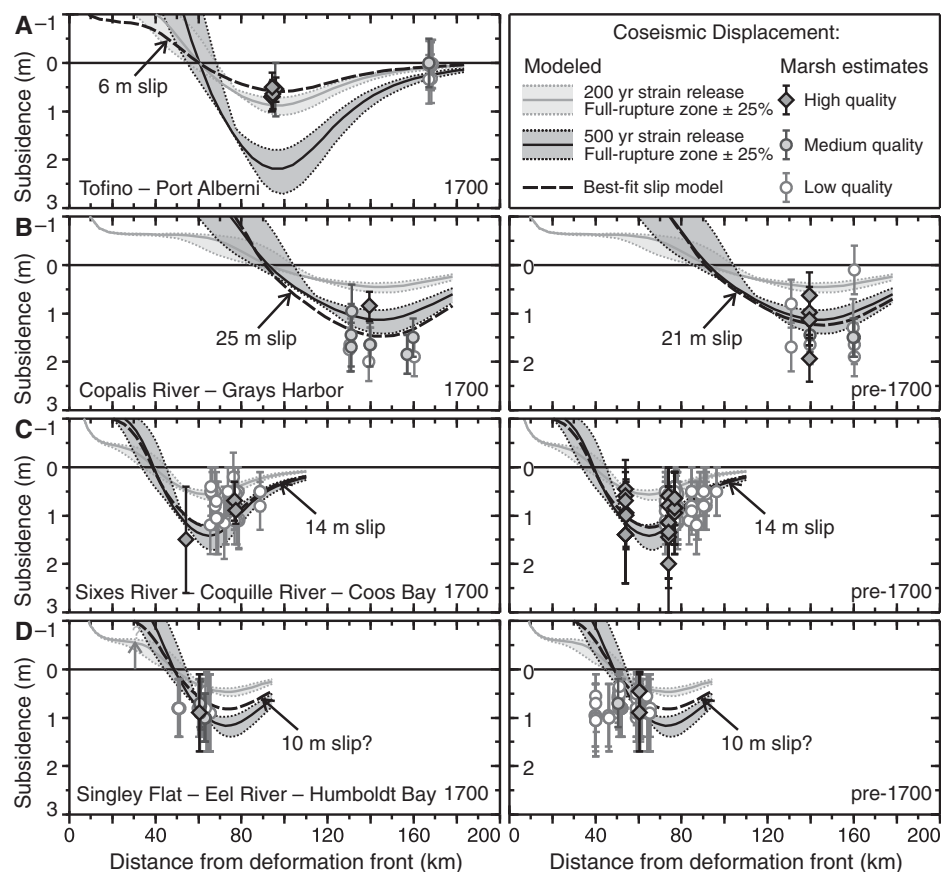 A
Subsidence (m)
–1
0
1
2
3
6 m slip
Tofino – Port Alberni
1700
Coseismic Displacement:
Modeled
Marsh estimates
200 yr strain release
Full-rupture zone ± 25%
500 yr strain release
Full-rupture zone ± 25%
Best-fit slip model
High quality
Medium quality
Low quality
B
Subsidence (m)
–1
0
1
2
3
25 m slip
Copalis River – Grays Harbor
1700
–1
0
1
2
21 m slip
pre-1700
C
Subsidence (m)
–1
0
1
2
3
14 m slip
Sixes River – Coquille River – Coos Bay
1700
–1
0
1
2
14 m slip
pre-1700
D
Subsidence (m)
–1
0
1
2
3
10 m slip?
Singley Flat – Eel River – Humboldt Bay
1700
0 40 80 120 160 200
Distance from deformation front (km)
–1
0
1
2
10 m slip?
pre-1700
0 40 80 120 160 200
Distance from deformation front (km)